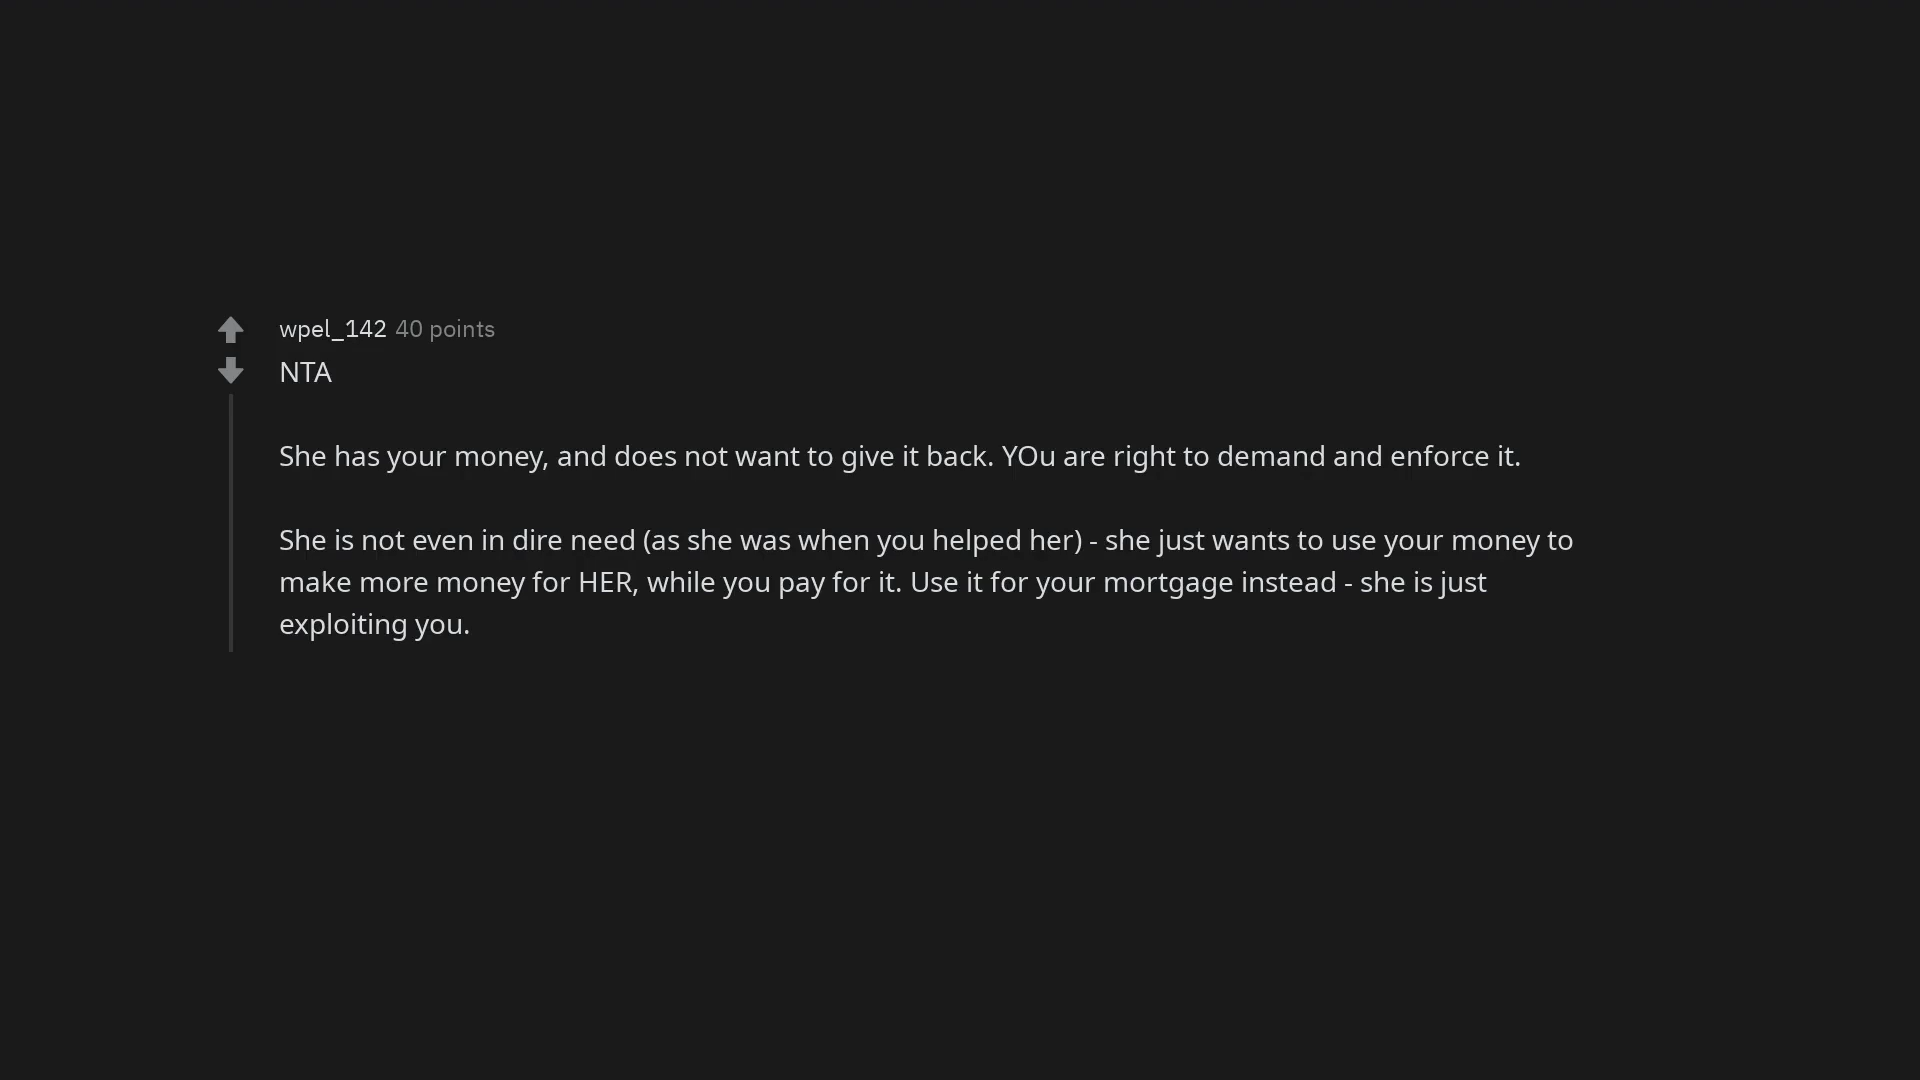 wpel_142 40 points
NTA
She has your money, and does not want to give it back. YOu are right to demand and enforce it.
She is not even in dire need (as she was when you helped her) - she just wants to use your money to
make more money for HER, while you pay for it. Use it for your mortgage instead - she is just
exploiting you.